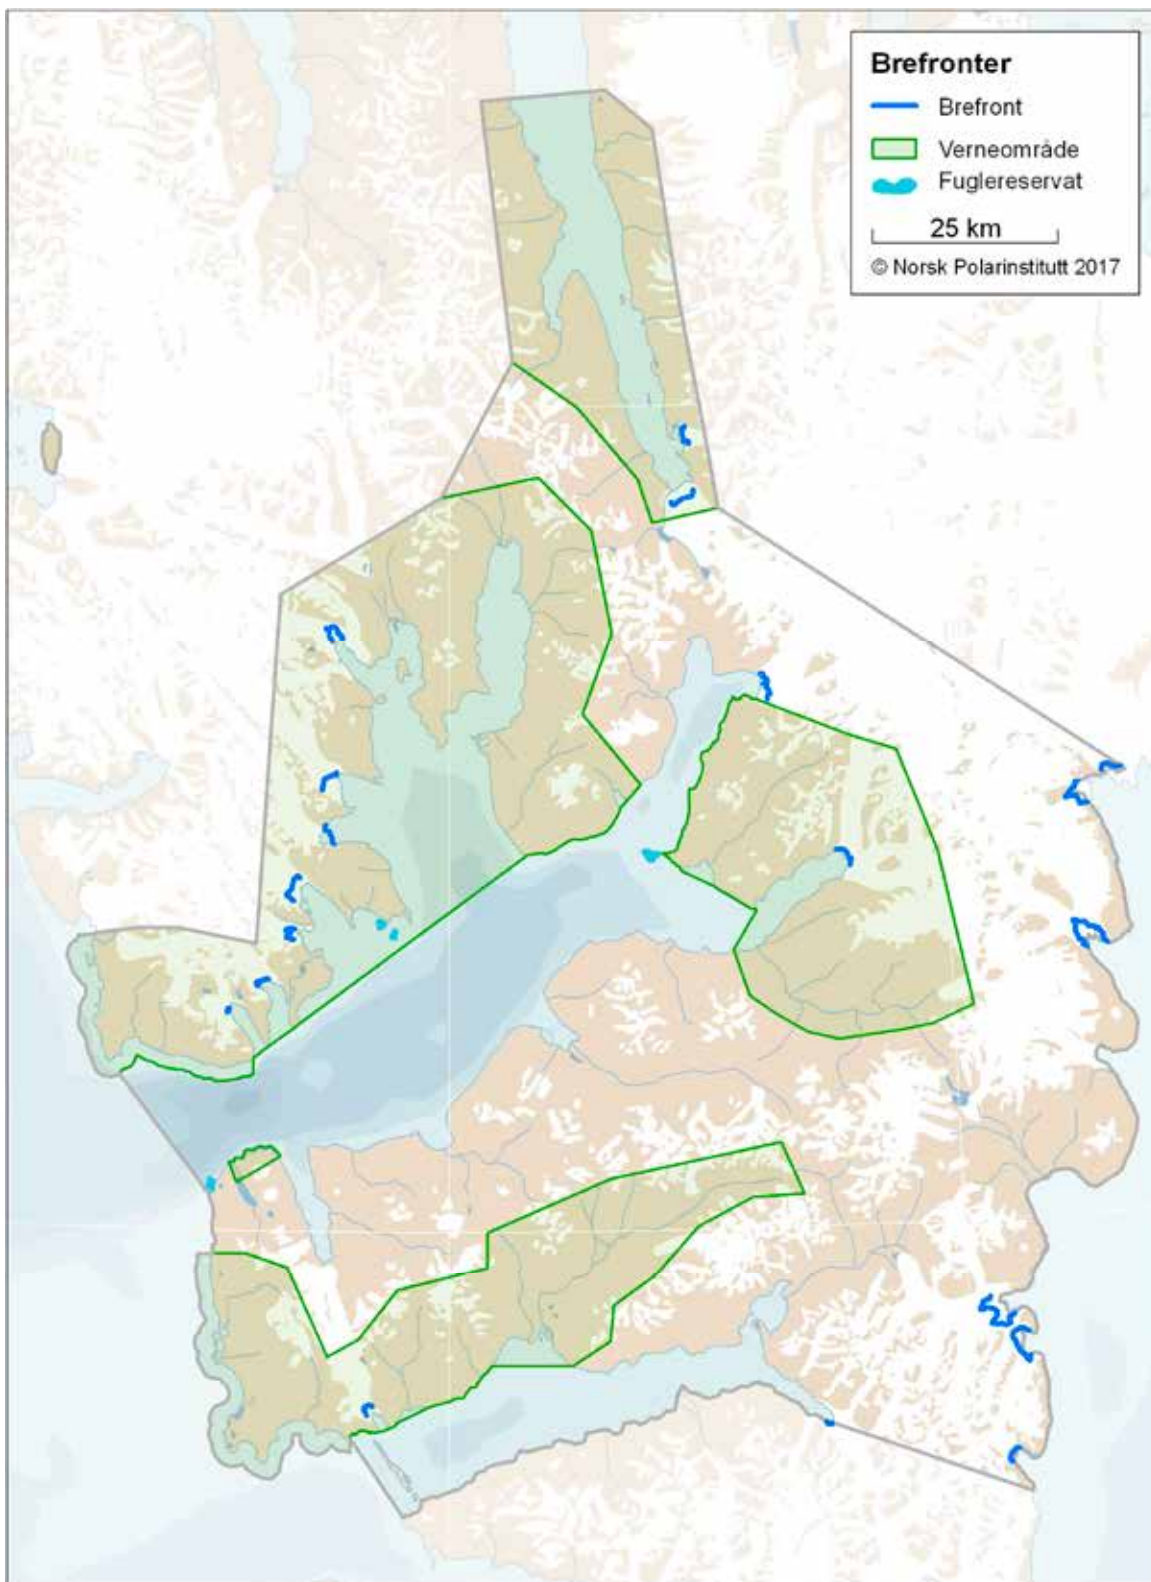 Brefronter
Brefront
Verneområde
Fuglereservat
25 km
© Norsk Polarinstitutt 2017